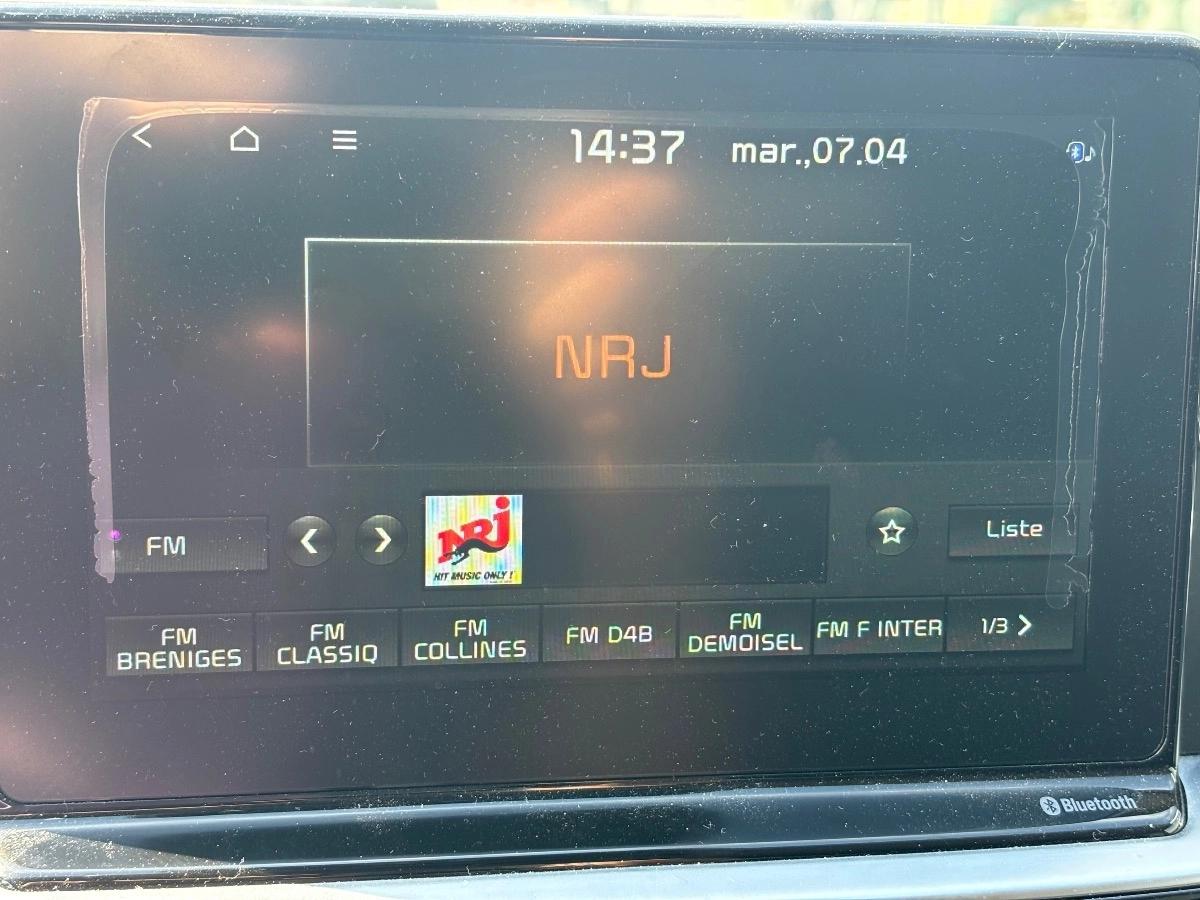 14:37 mar.,07.04
NRJ
FM
NRJ
HIT MUSIC ONLY !
Liste
FM
BRENIGES
FM
CLASSIQ
FM
COLLINES
FM D4B
FM
DEMOISEL
FM F INTER
1/3
Bluetooth